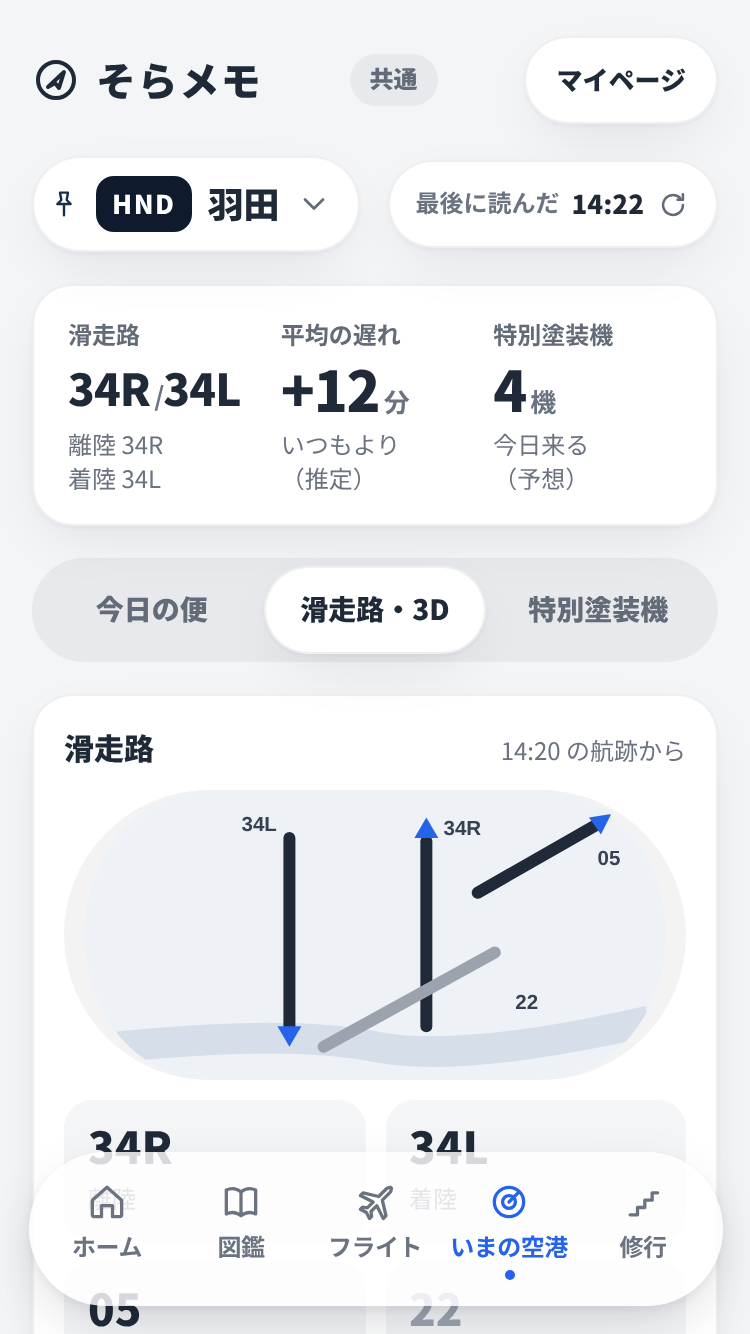 そらメモ
共通
マイページ
HND 羽田
最後に読んだ 14:22
滑走路
34R/34L
離陸 34R
着陸 34L
平均の遅れ
+12分
いつもより
（推定）
特別塗装機
4機
今日来る
（予想）
今日の便
滑走路・3D
特別塗装機
滑走路
14:20 の航跡から
34L
34R
05
22
34R
離陸
34L
着陸
05
22
ホーム
図鑑
フライト
いまの空港
修行